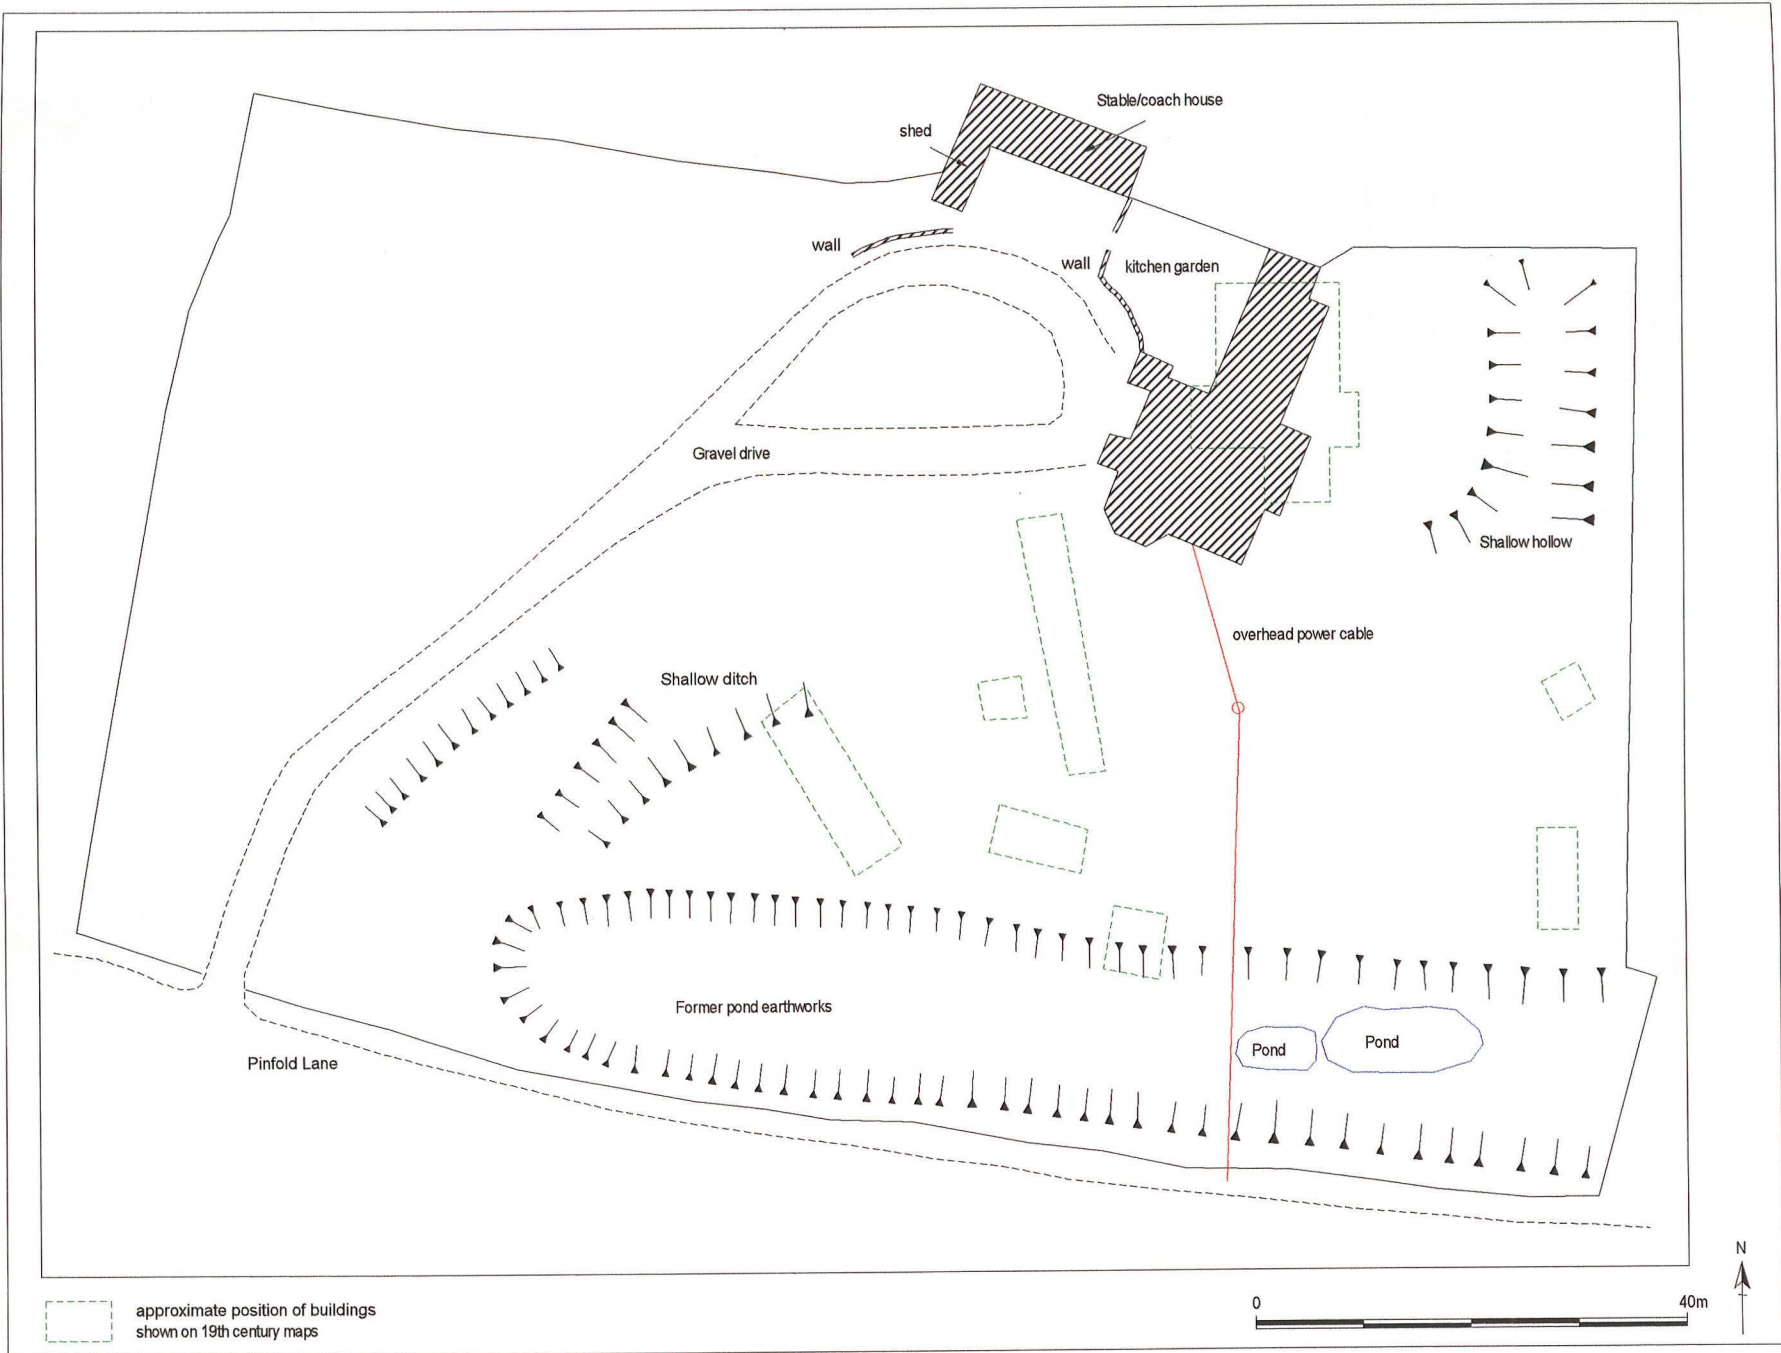 Stable/coach house
shed
wall
wall
kitchen garden
Gravel drive
Shallow hollow
overhead power cable
Shallow ditch
Former pond earthworks
Pond
Pond
Pinfold Lane
N
approximate position of buildings
shown on 19th century maps
0
40m